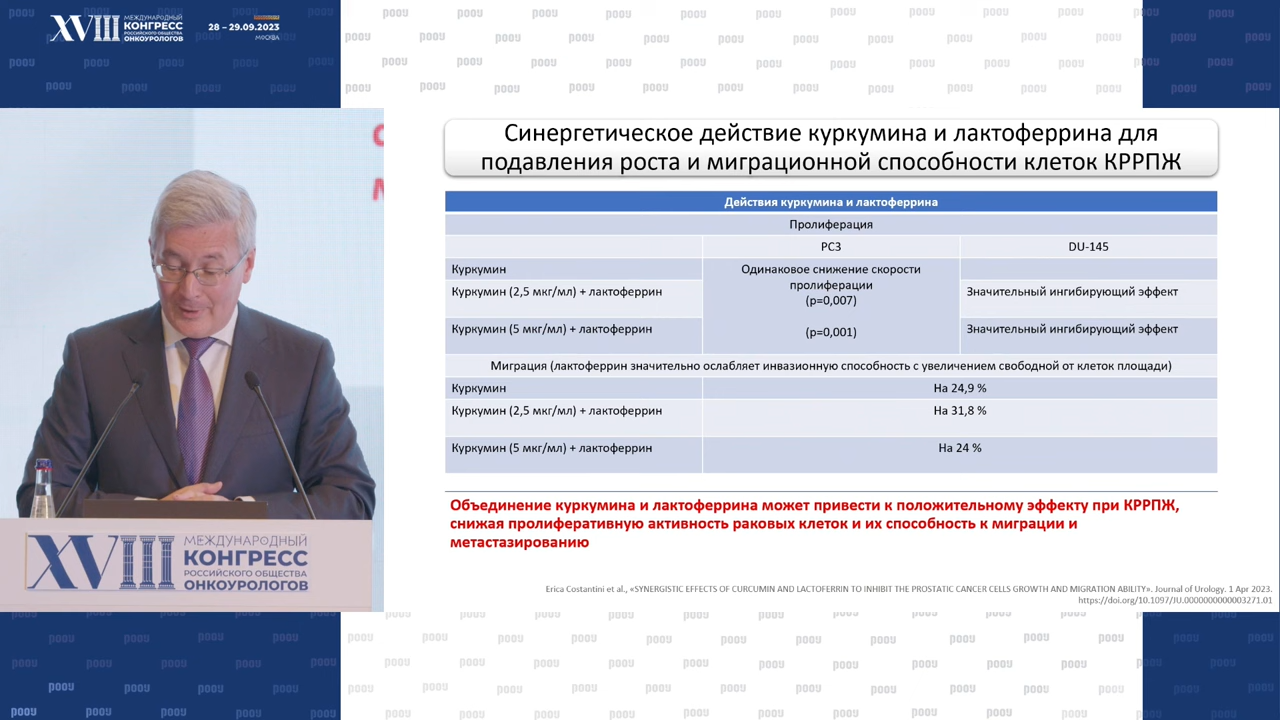 XVIII МЕЖДУНАРОДНЫЙ
КОНГРЕСС
РОССИЙСКОГО ОБЩЕСТВА
ОНКОУРОЛОГОВ
28 – 29.09.2023
МОСКВА
Синергетическое действие куркумина и лактоферрина для
подавления роста и миграционной способности клеток КРРПЖ
Действия куркумина и лактоферрина
Пролиферация
PC3 DU-145
Куркумин
Одинаковое снижение скорости
пролиферации
(p=0,007)
(p=0,001)
Куркумин (2,5 мкг/мл) + лактоферрин Значительный ингибирующий эффект
Куркумин (5 мкг/мл) + лактоферрин Значительный ингибирующий эффект
Миграция (лактоферрин значительно ослабляет инвазионную способность с увеличением свободной от клеток площади)
Куркумин На 24,9 %
Куркумин (2,5 мкг/мл) + лактоферрин На 31,8 %
Куркумин (5 мкг/мл) + лактоферрин На 24 %
Объединение куркумина и лактоферрина может привести к положительному эффекту при КРРПЖ,
снижая пролиферативную активность раковых клеток и их способность к миграции и
метастазированию
Erica Costantini et al., «SYNERGISTIC EFFECTS OF CURCUMIN AND LACTOFERRIN TO INHIBIT THE PROSTATIC CANCER CELLS GROWTH AND MIGRATION ABILITY». Journal of Urology. 1 Apr 2023.
https://doi.org/10.1097/JU.0000000000003271.01
XVIII МЕЖДУНАРОДНЫЙ
КОНГРЕСС
РОССИЙСКОГО ОБЩЕСТВА
ОНКОУРОЛОГОВ